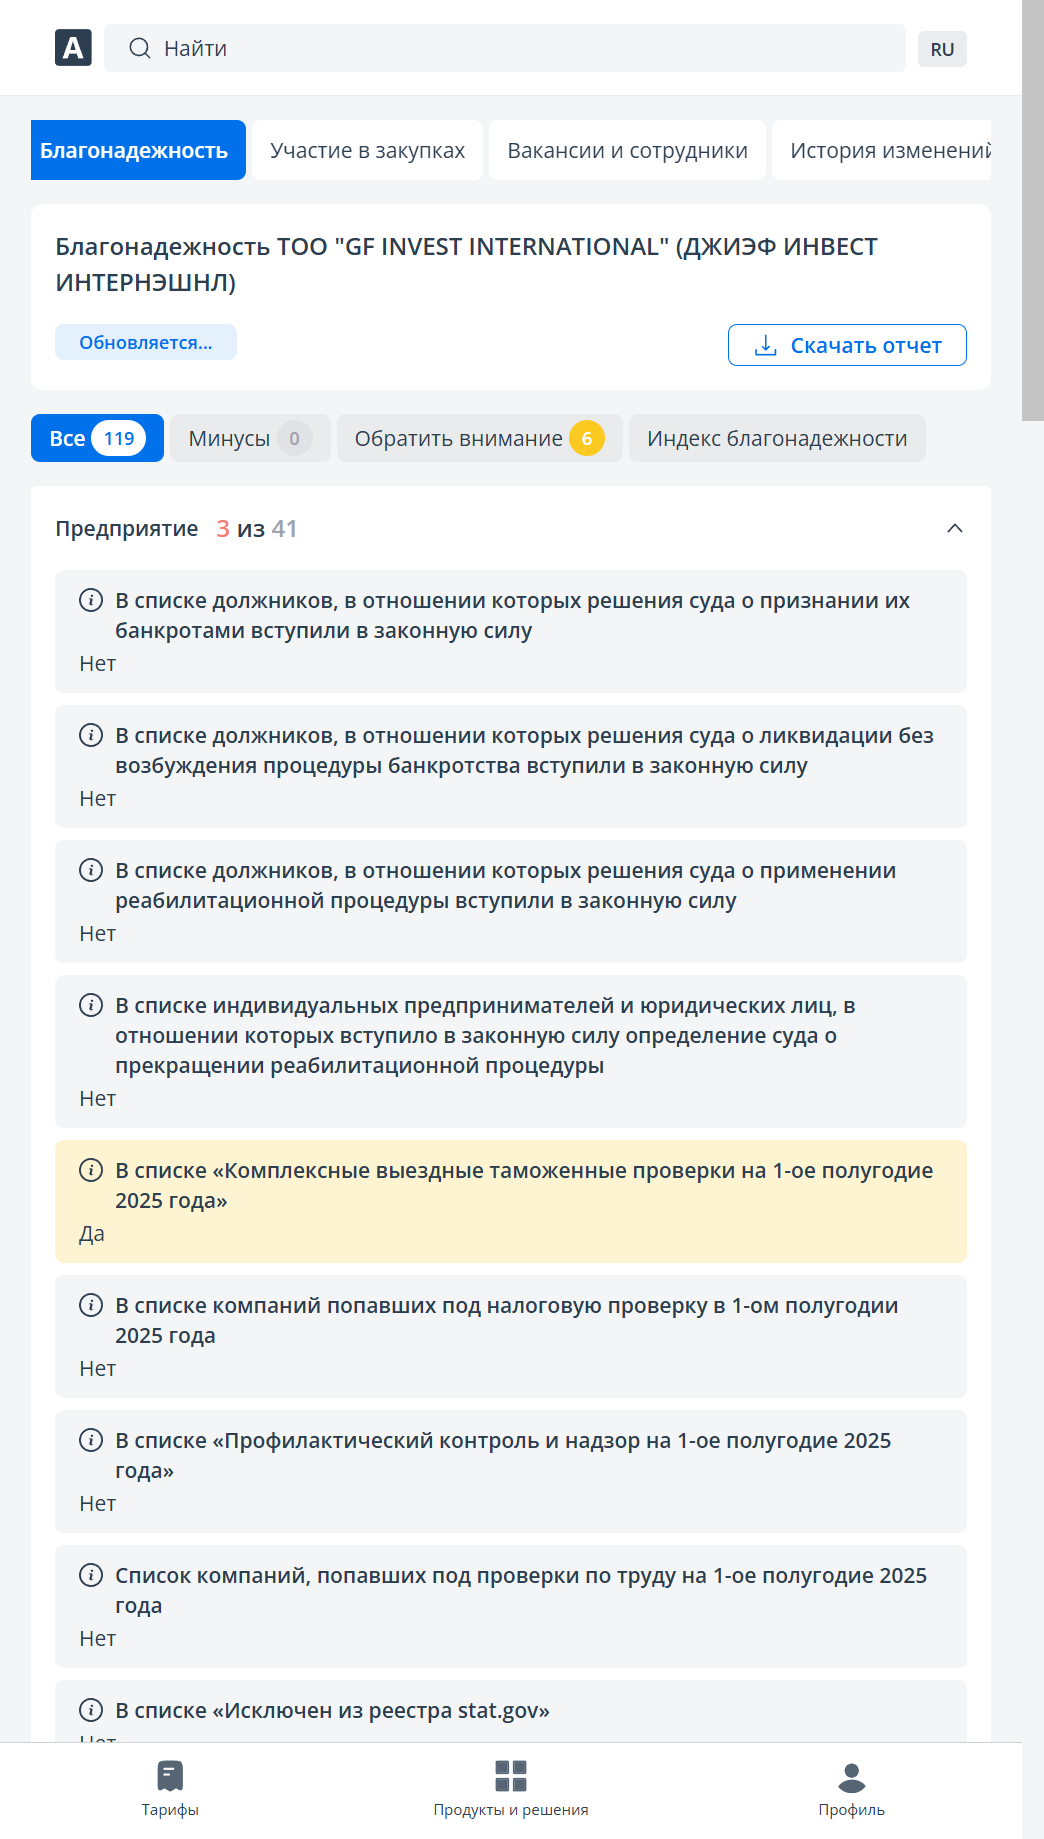 A
Найти
RU
Благонадежность
Участие в закупках
Вакансии и сотрудники
История изменений
Благонадежность ТОО "GF INVEST INTERNATIONAL" (ДЖИЭФ ИНВЕСТ
ИНТЕРНЭШНЛ)
Обновляется...
Скачать отчет
Все 119
Минусы 0
Обратить внимание 6
Индекс благонадежности
Предприятие 3 из 41
В списке должников, в отношении которых решения суда о признании их
банкротами вступили в законную силу
Нет
В списке должников, в отношении которых решения суда о ликвидации без
возбуждения процедуры банкротства вступили в законную силу
Нет
В списке должников, в отношении которых решения суда о применении
реабилитационной процедуры вступили в законную силу
Нет
В списке индивидуальных предпринимателей и юридических лиц, в
отношении которых вступило в законную силу определение суда о
прекращении реабилитационной процедуры
Нет
В списке «Комплексные выездные таможенные проверки на 1-ое полугодие
2025 года»
Да
В списке компаний попавших под налоговую проверку в 1-ом полугодии
2025 года
Нет
В списке «Профилактический контроль и надзор на 1-ое полугодие 2025
года»
Нет
Список компаний, попавших под проверки по труду на 1-ое полугодие 2025
года
Нет
В списке «Исключен из реестра stat.gov»
Нет
Тарифы
Продукты и решения
Профиль